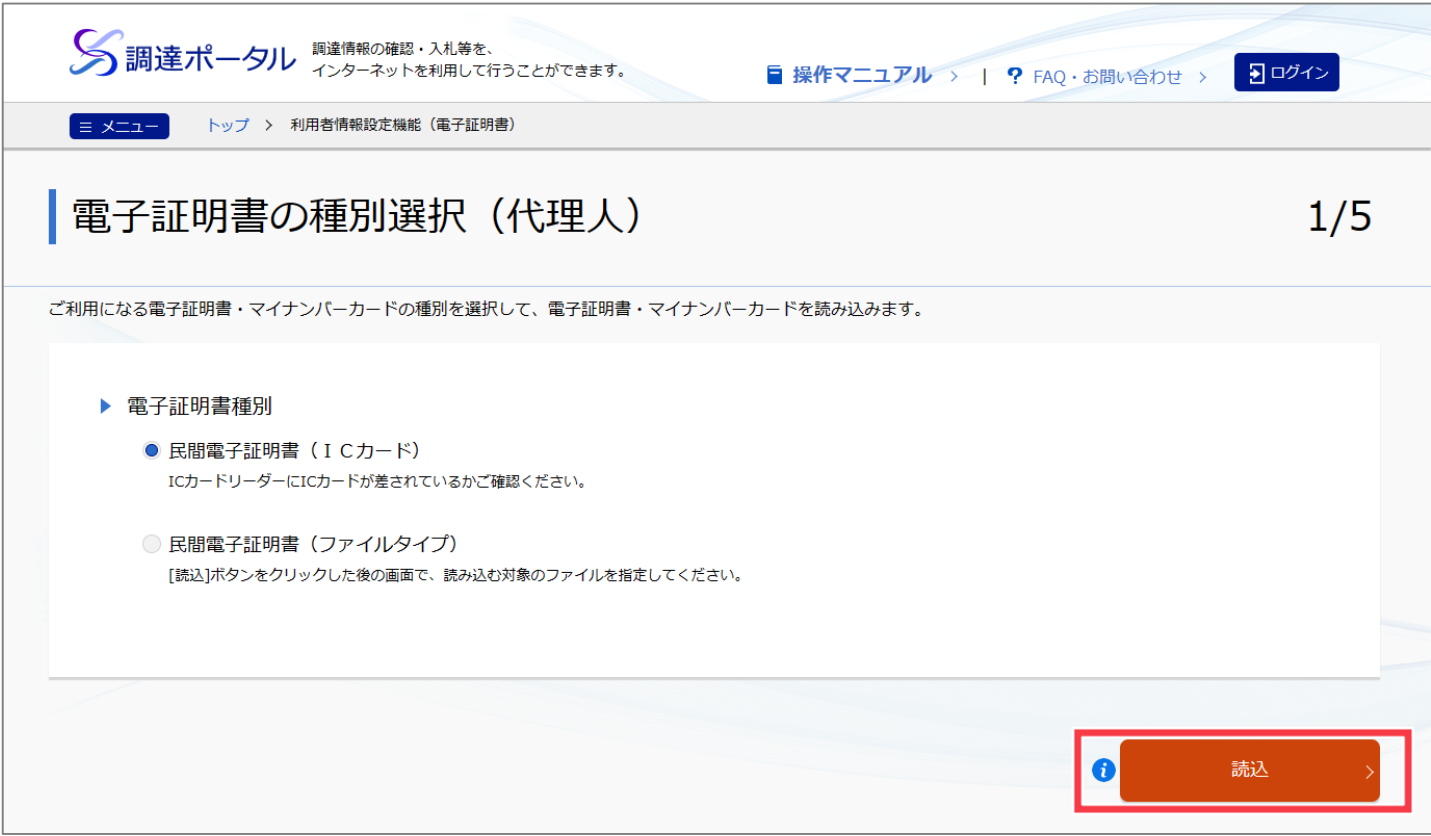 調達ポータル
調達情報の確認・入札等を、
インターネットを利用して行うことができます。
操作マニュアル > | ? FAQ・お問い合わせ > ログイン
≡ メニュー トップ > 利用者情報設定機能（電子証明書）
電子証明書の種別選択（代理人） 1/5
ご利用になる電子証明書・マイナンバーカードの種別を選択して、電子証明書・マイナンバーカードを読み込みます。
電子証明書種別
民間電子証明書（ＩＣカード）
ICカードリーダーにICカードが差されているかご確認ください。
民間電子証明書（ファイルタイプ）
[読込]ボタンをクリックした後の画面で、読み込む対象のファイルを指定してください。
i 読込 >